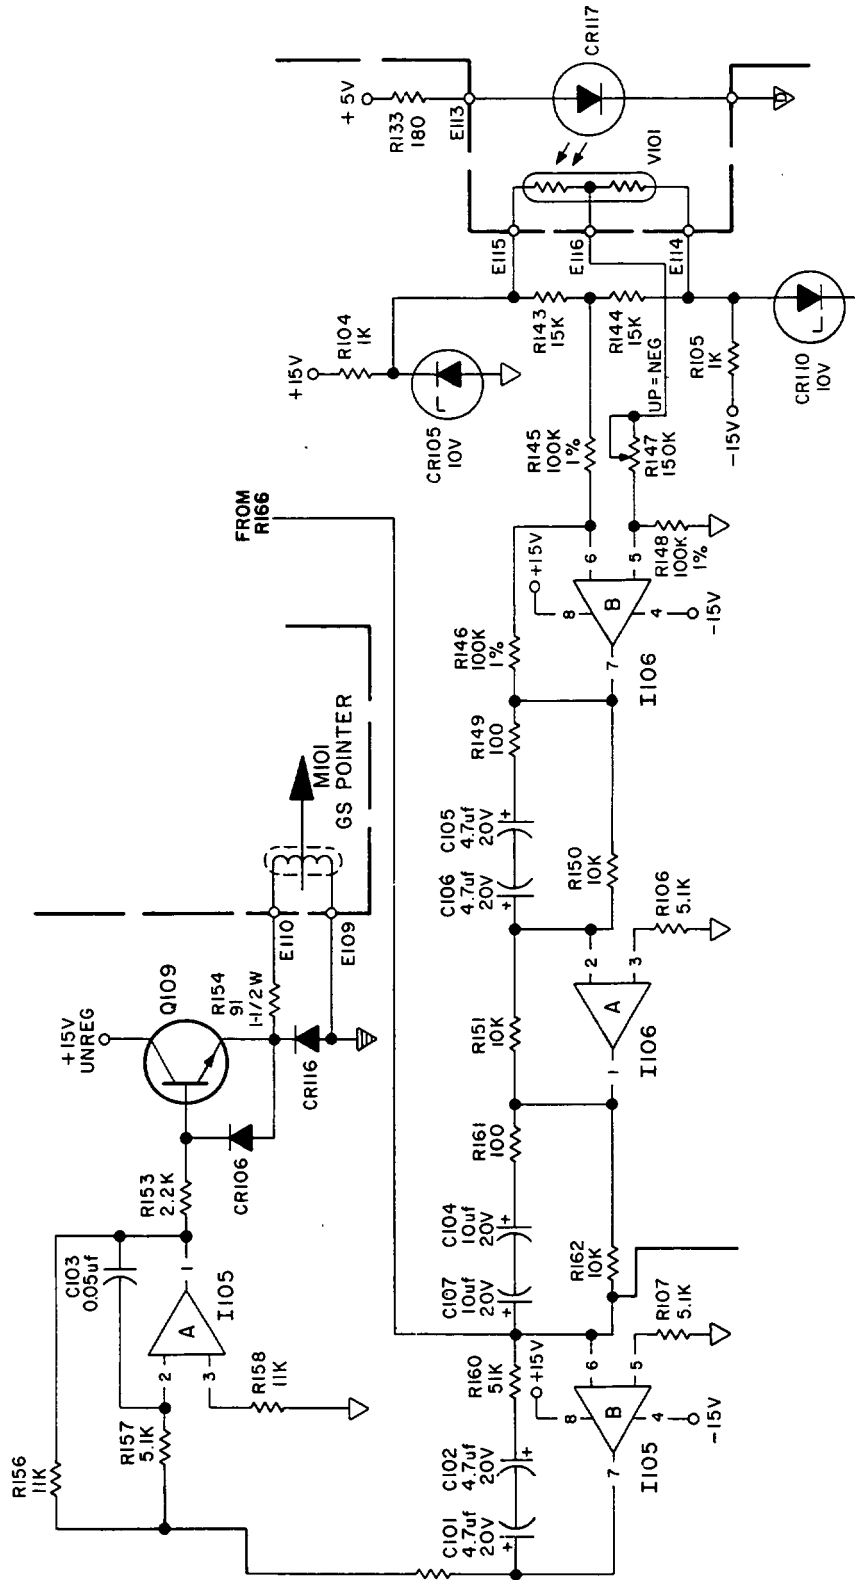 CR117
+5V
R133
180
E113
V101
E115
E116
E114
R104
1K
+15V
R143
15K
R144
15K
R105
1K
CR110
10V
-15V
CR105
10V
UP=NEG
R145
100K
1%
R147
150K
FROM
R166
+15V
6
5
R148
100K
1%
8
B
4
-15V
7
I106
R146
100K
1%
R149
100
M101
GS POINTER
C105
4.7uf
20V
+
C106
4.7uf
20V
+
R150
10K
R106
5.1K
E110
E109
2
3
A
1
I106
Q109
R154
91
1-1/2W
+15V
UNREG
CR116
R151
10K
R161
100
CR106
R153
2.2K
C104
10uf
20V
+
C107
10uf
20V
+
R162
10K
R107
5.1K
C103
0.05uf
1
A
I105
2
3
R158
11K
R157
5.1K
R156
11K
R160
51K
+15V
6
5
8
B
4
-15V
7
I105
C102
4.7uf
20V
+
C101
4.7uf
20V
+